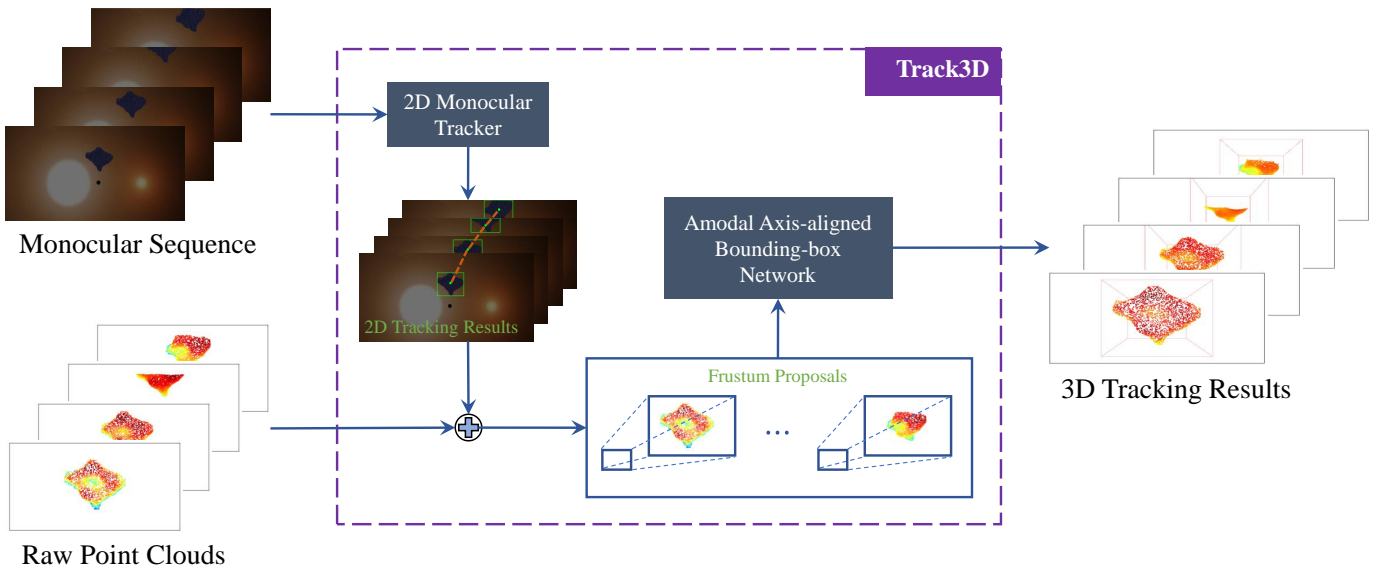 Track3D
2D Monocular
Tracker
Monocular Sequence
2D Tracking Results
Amodal Axis-aligned
Bounding-box
Network
Frustum Proposals
...
3D Tracking Results
Raw Point Clouds